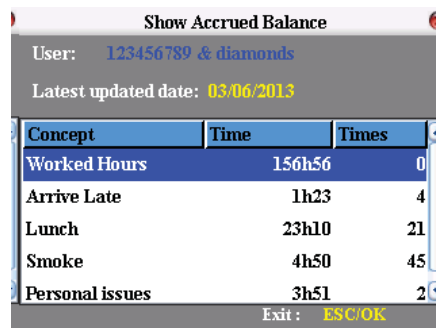 Show Accrued Balance
User: 123456789 & diamonds
Latest updated date: 03/06/2013
Concept Time Times
Worked Hours 156h56 0
Arrive Late 1h23 4
Lunch 23h10 21
Smoke 4h50 45
Personal issues 3h51 2
Exit : ESC/OK